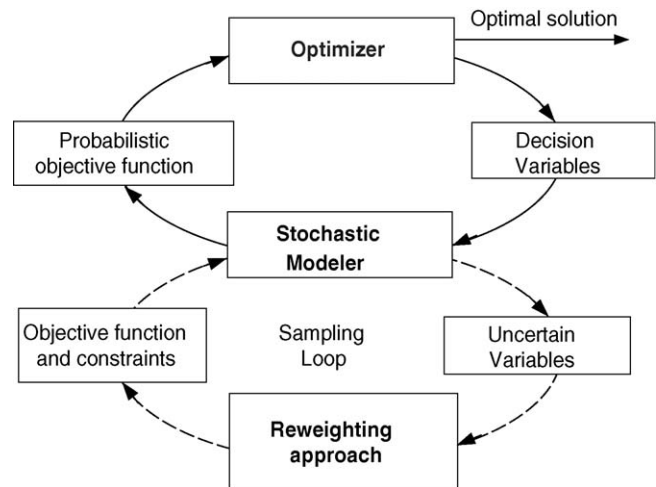 Optimal solution
Optimizer
Probabilistic
objective function
Decision
Variables
Stochastic
Modeler
Objective function
and constraints
Sampling
Loop
Uncertain
Variables
Reweighting
approach